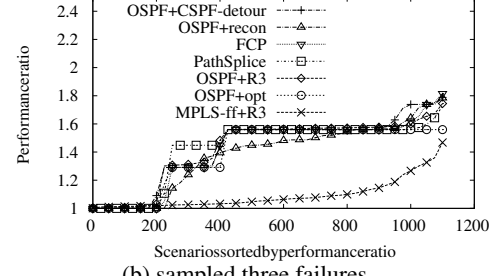 2.4
2.2
2
1.8
1.6
1.4
1.2
1
Performanceratio
OSPF+CSPF-detour
OSPF+recon
FCP
PathSplice
OSPF+R3
OSPF+opt
MPLS-ff+R3
0 200 400 600 800 1000 1200
Scenariossortedbyperformanceratio
(b) sampled three failures